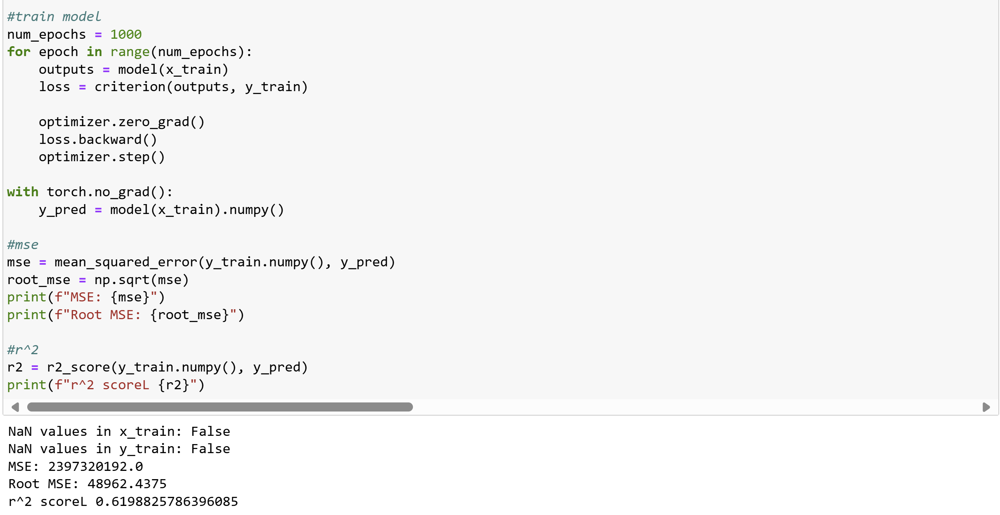 #train model
num_epochs = 1000
for epoch in range(num_epochs):
    outputs = model(x_train)
    loss = criterion(outputs, y_train)

    optimizer.zero_grad()
    loss.backward()
    optimizer.step()

with torch.no_grad():
    y_pred = model(x_train).numpy()

#mse
mse = mean_squared_error(y_train.numpy(), y_pred)
root_mse = np.sqrt(mse)
print(f"MSE: {mse}")
print(f"Root MSE: {root_mse}")

#r^2
r2 = r2_score(y_train.numpy(), y_pred)
print(f"r^2 scoreL {r2}")
NaN values in x_train: False
NaN values in y_train: False
MSE: 2397320192.0
Root MSE: 48962.4375
r^2 scoreL 0.6198825786396085